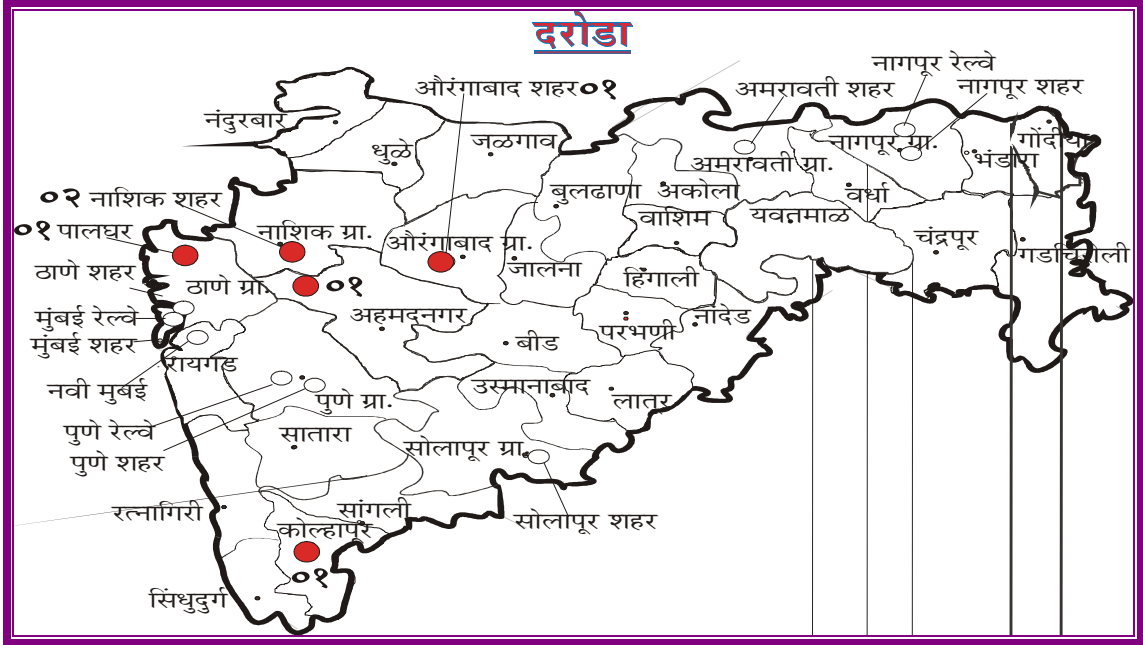 दरोडा
नागपूर रेल्वे
औरंगाबाद शहर०१
अमरावती शहर
नागपूर शहर
नंदुरबार
धुळे
जळगाव
नागपूर ग्रा.
गोंदीया
अमरावती ग्रा.
भंडारा
०२ नाशिक शहर
बुलढाणा
अकोला
वर्धा
वाशिम
यवतमाळ
०१ पालघर
नाशिक ग्रा.
औरंगाबाद ग्रा.
चंद्रपूर
गडचिरोली
ठाणे शहर
जालना
हिंगाली
ठाणे ग्रा.
०१
मुंबई रेल्वे
अहमदनगर
नांदेड
परभणी
मुंबई शहर
बीड
रायगड
नवी मुबंई
उस्मानाबाद
पुणे ग्रा.
लातूर
पुणे रेल्वे
सातारा
सोलापूर ग्रा.
पुणे शहर
रत्नागिरी
सांगली
सोलापूर शहर
कोल्हापूर
०१
सिंधुदुर्ग